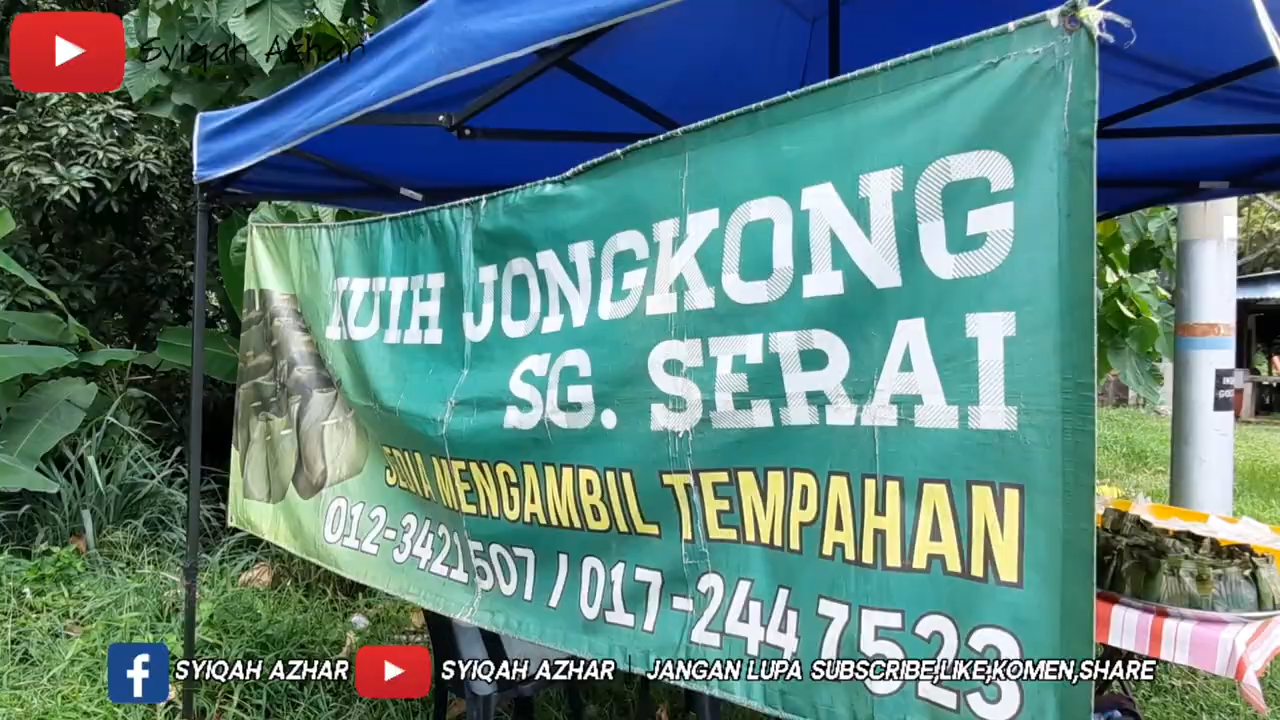 Syiqah Azhar
KUIH JONGKONG
SG. SERAI
SEDIA MENGAMBIL TEMPAHAN
012-3421507 / 017-244 7523
SYIQAH AZHAR SYIQAH AZHAR | JANGAN LUPA SUBSCRIBE,LIKE,KOMEN,SHARE